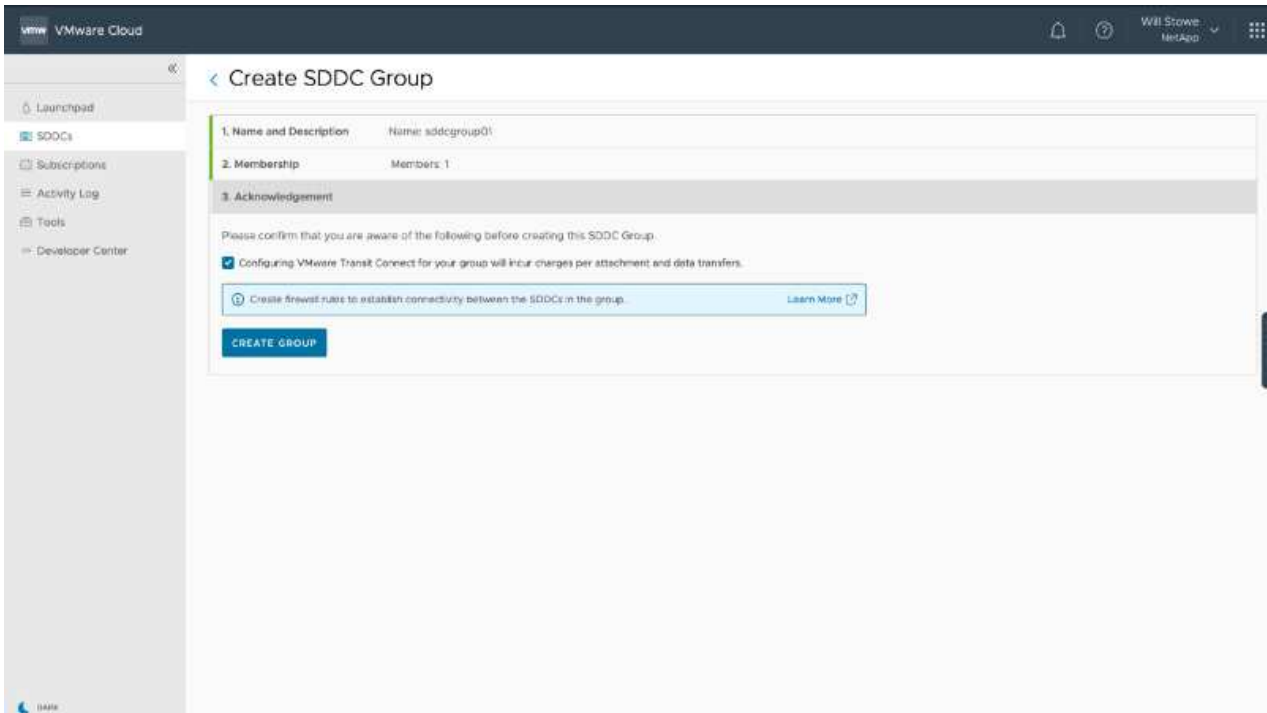 vmw VMware Cloud
Will Stowe
NetApp
Create SDDC Group
Launchpad
SDDCs
Subscriptions
Activity Log
Tools
Developer Center
1. Name and Description Name: sddcgroup01
2. Membership Members: 1
3. Acknowledgement
Please confirm that you are aware of the following before creating this SDDC Group.
Configuring VMware Transit Connect for your group will incur charges per attachment and data transfers.
Create firewall rules to establish connectivity between the SDDCs in the group. Learn More
CREATE GROUP
DARK